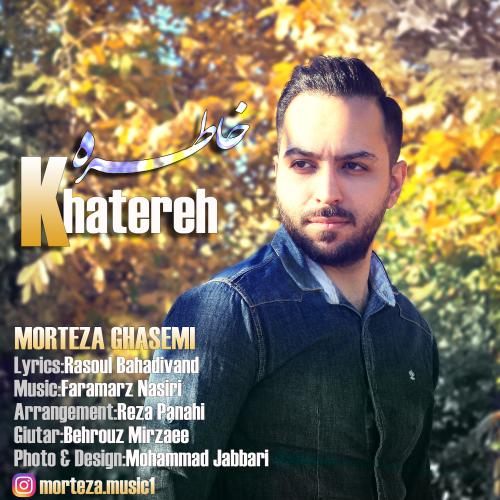 خاطره
Khatereh
MORTEZA GHASEMI
Lyrics:Rasoul Bahadivand
Music:Faramarz Nasiri
Arrangement:Reza Panahi
Giutar:Behrouz Mirzaee
Photo & Design:Mohammad Jabbari
morteza.music1